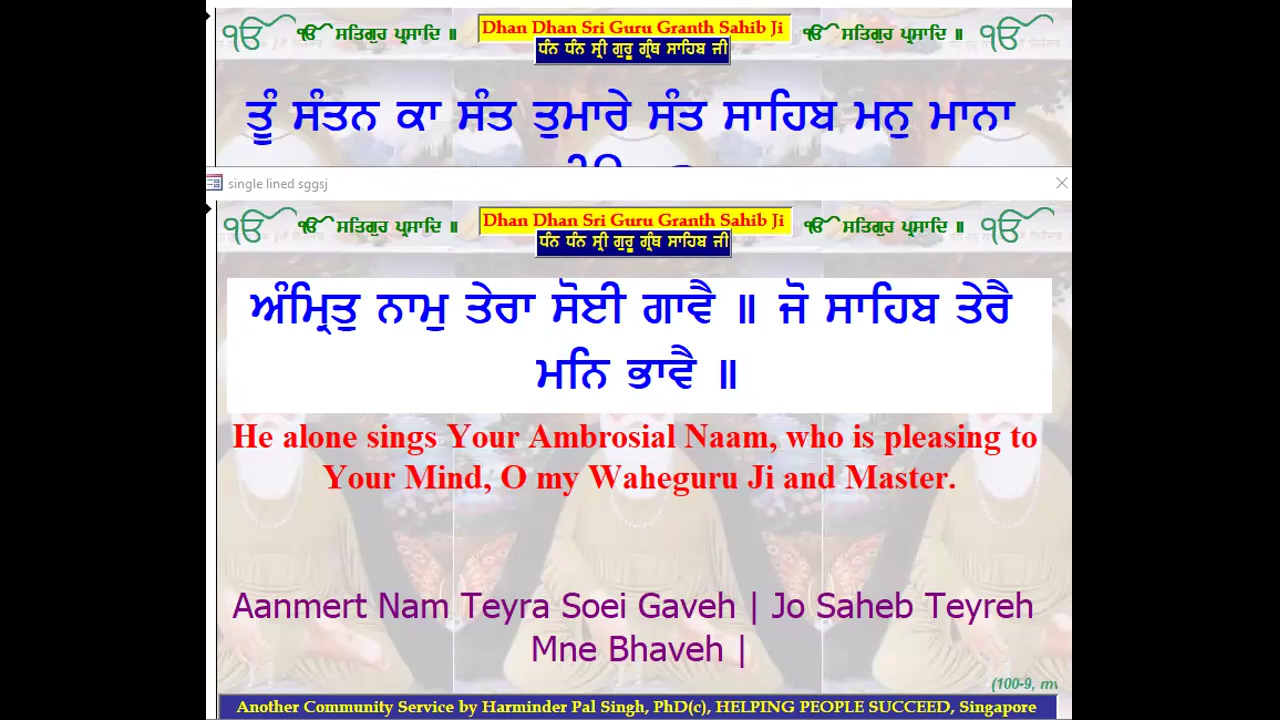 ੴ ੴ ਸਤਿਗੁਰ ਪ੍ਰਸਾਦਿ ॥ Dhan Dhan Sri Guru Granth Sahib Ji ੴ ਸਤਿਗੁਰ ਪ੍ਰਸਾਦਿ ॥ ੴ
ਧੰਨ ਧੰਨ ਸ੍ਰੀ ਗੁਰੂ ਗ੍ਰੰਥ ਸਾਹਿਬ ਜੀ
ਤੂੰ ਸੰਤਨ ਕਾ ਸੰਤ ਤੁਮਾਰੇ ਸੰਤ ਸਾਹਿਬ ਮਨੁ ਮਾਨਾ
single lined sggsj
ੴ ੴ ਸਤਿਗੁਰ ਪ੍ਰਸਾਦਿ ॥ Dhan Dhan Sri Guru Granth Sahib Ji ੴ ਸਤਿਗੁਰ ਪ੍ਰਸਾਦਿ ॥ ੴ
ਧੰਨ ਧੰਨ ਸ੍ਰੀ ਗੁਰੂ ਗ੍ਰੰਥ ਸਾਹਿਬ ਜੀ
ਅੰਮ੍ਰਿਤੁ ਨਾਮੁ ਤੇਰਾ ਸੋਈ ਗਾਵੈ ॥ ਜੋ ਸਾਹਿਬ ਤੇਰੈ
ਮਨਿ ਭਾਵੈ ॥
He alone sings Your Ambrosial Naam, who is pleasing to
Your Mind, O my Waheguru Ji and Master.
Aanmert Nam Teyra Soei Gaveh | Jo Saheb Teyreh
Mne Bhaveh |
(100-9,
Another Community Service by Harminder Pal Singh, PhD(c), HELPING PEOPLE SUCCEED, Singapore